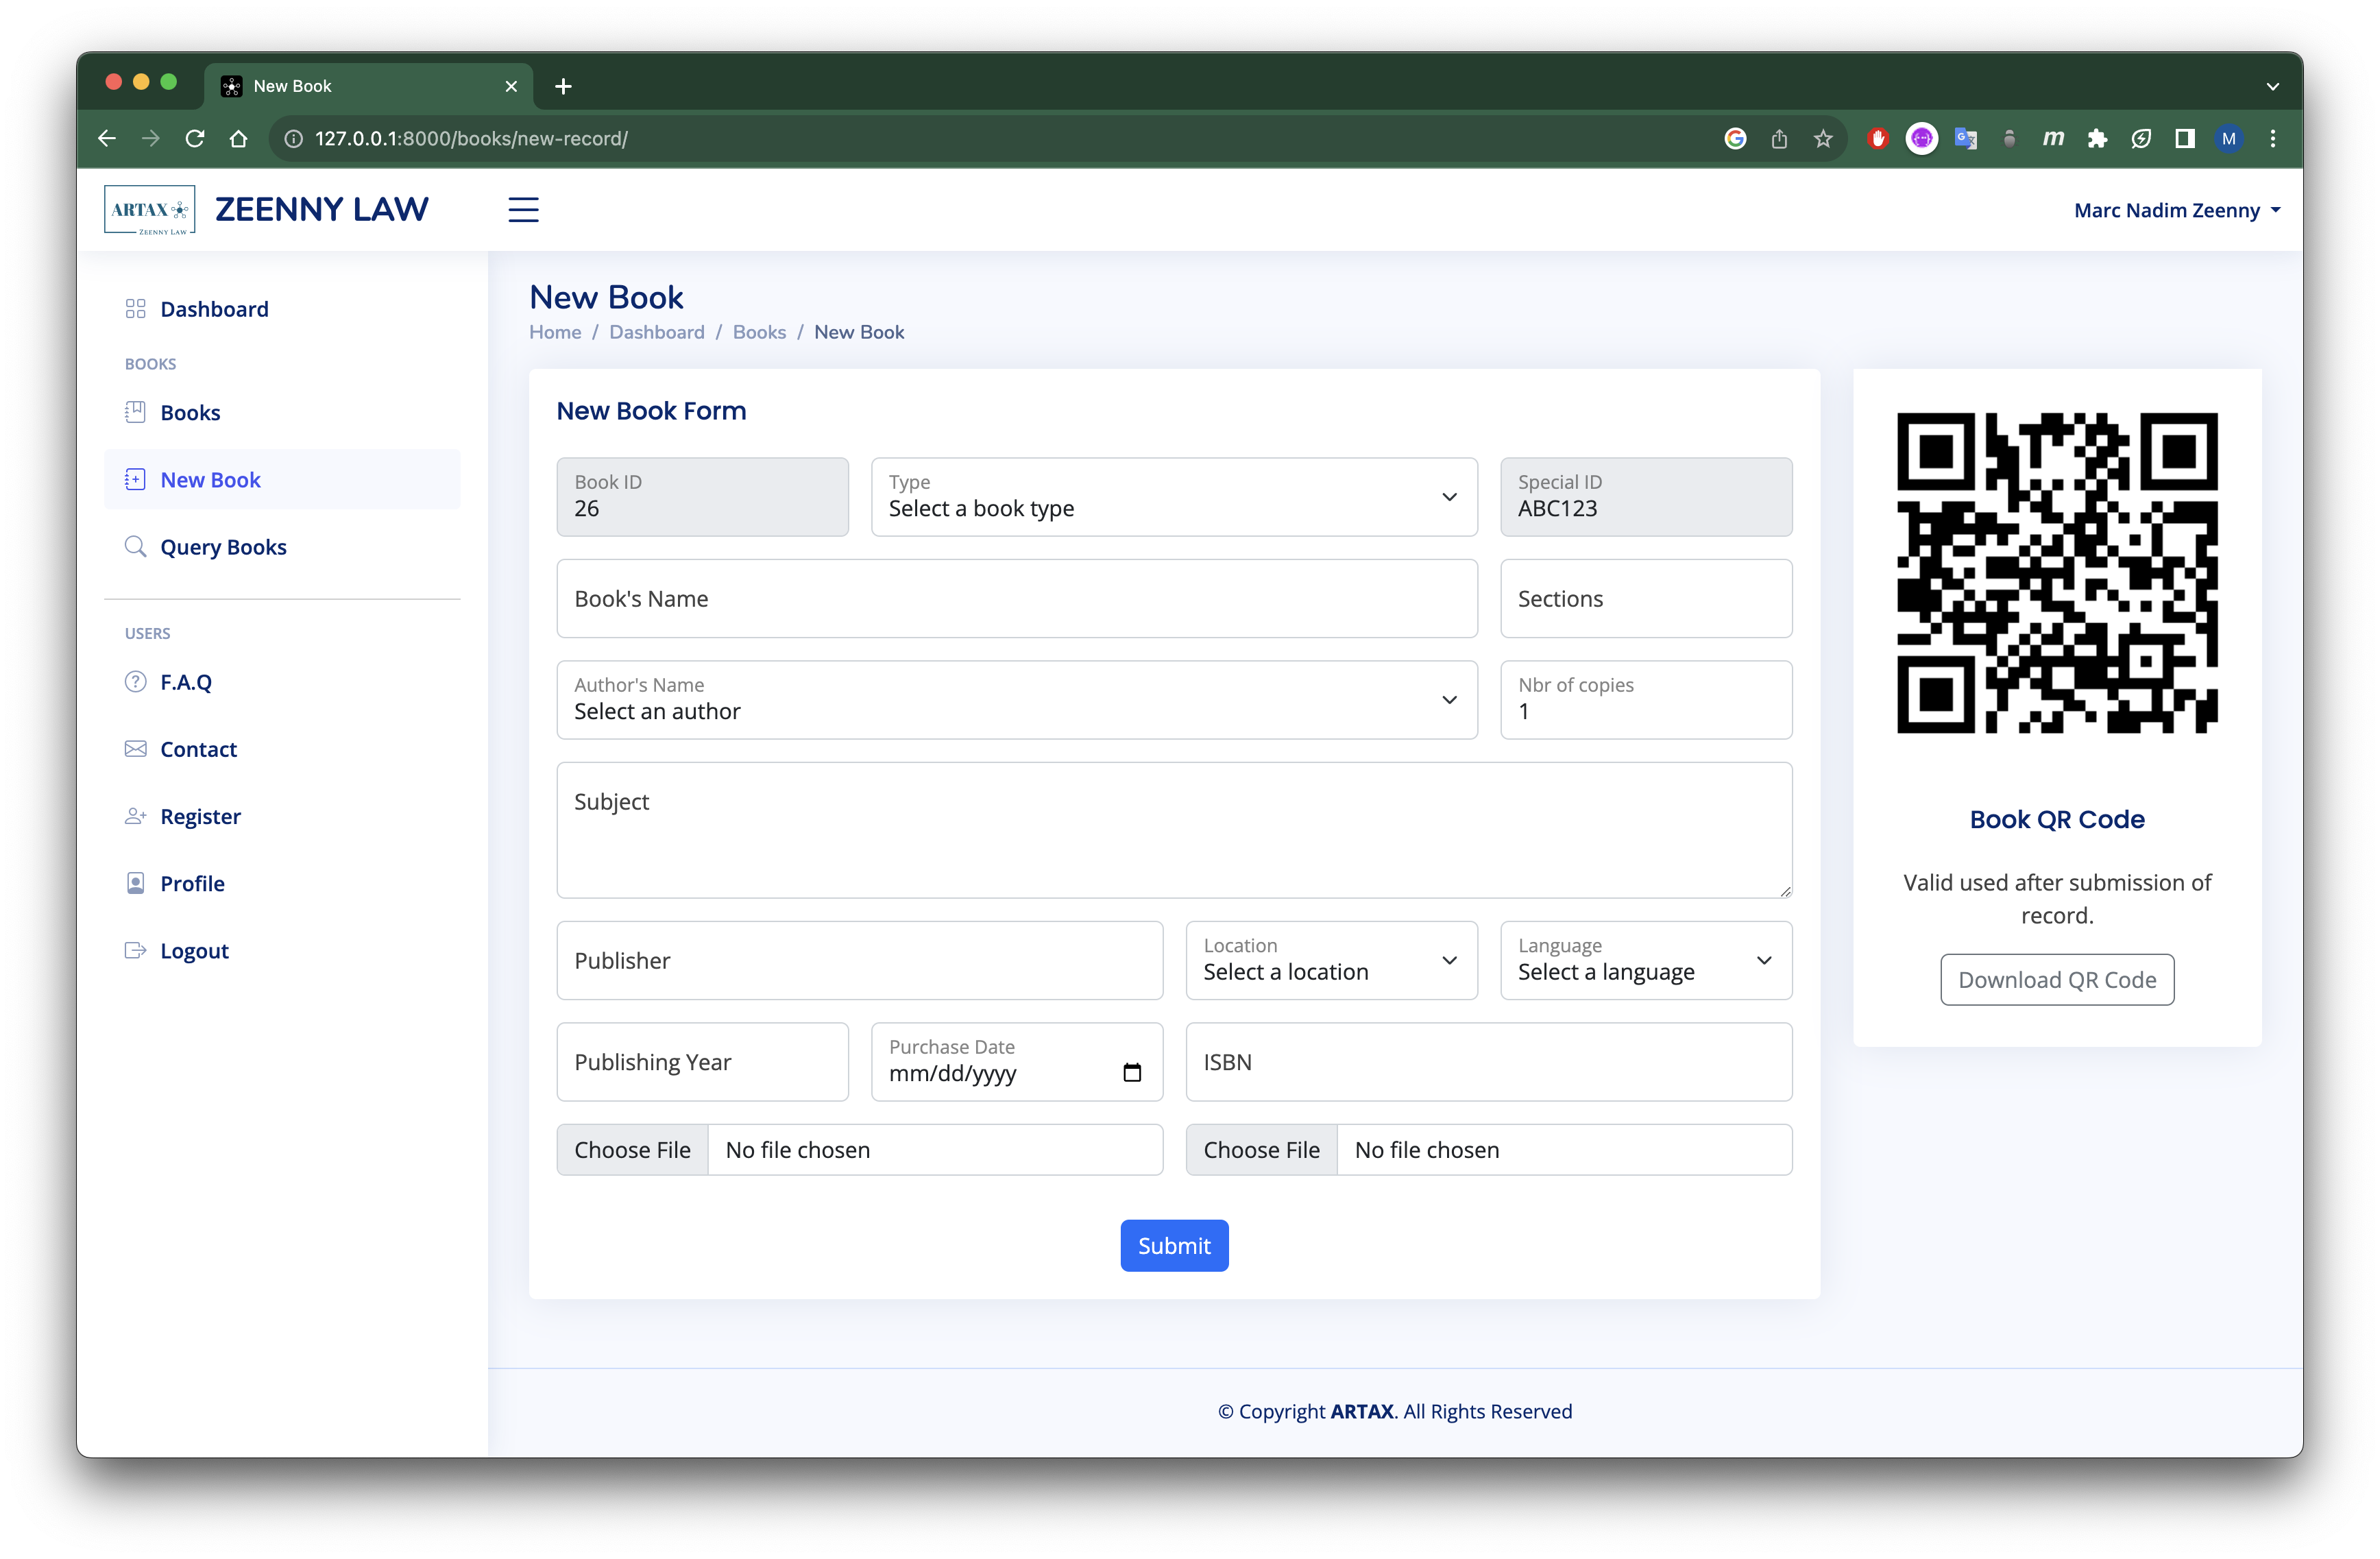 New Book
127.0.0.1:8000/books/new-record/
M
ARTAX
ZEENNY LAW
ZEENNY LAW
Marc Nadim Zeenny
Dashboard
BOOKS
Books
New Book
Query Books
USERS
F.A.Q
Contact
Register
Profile
Logout
New Book
Home / Dashboard / Books / New Book
New Book Form
Book ID
26
Type
Select a book type
Special ID
ABC123
Book's Name
Sections
Author's Name
Select an author
Nbr of copies
1
Subject
Publisher
Location
Select a location
Language
Select a language
Publishing Year
Purchase Date
mm/dd/yyyy
ISBN
Choose File No file chosen
Choose File No file chosen
Submit
Book QR Code
Valid used after submission of
record.
Download QR Code
© Copyright ARTAX. All Rights Reserved